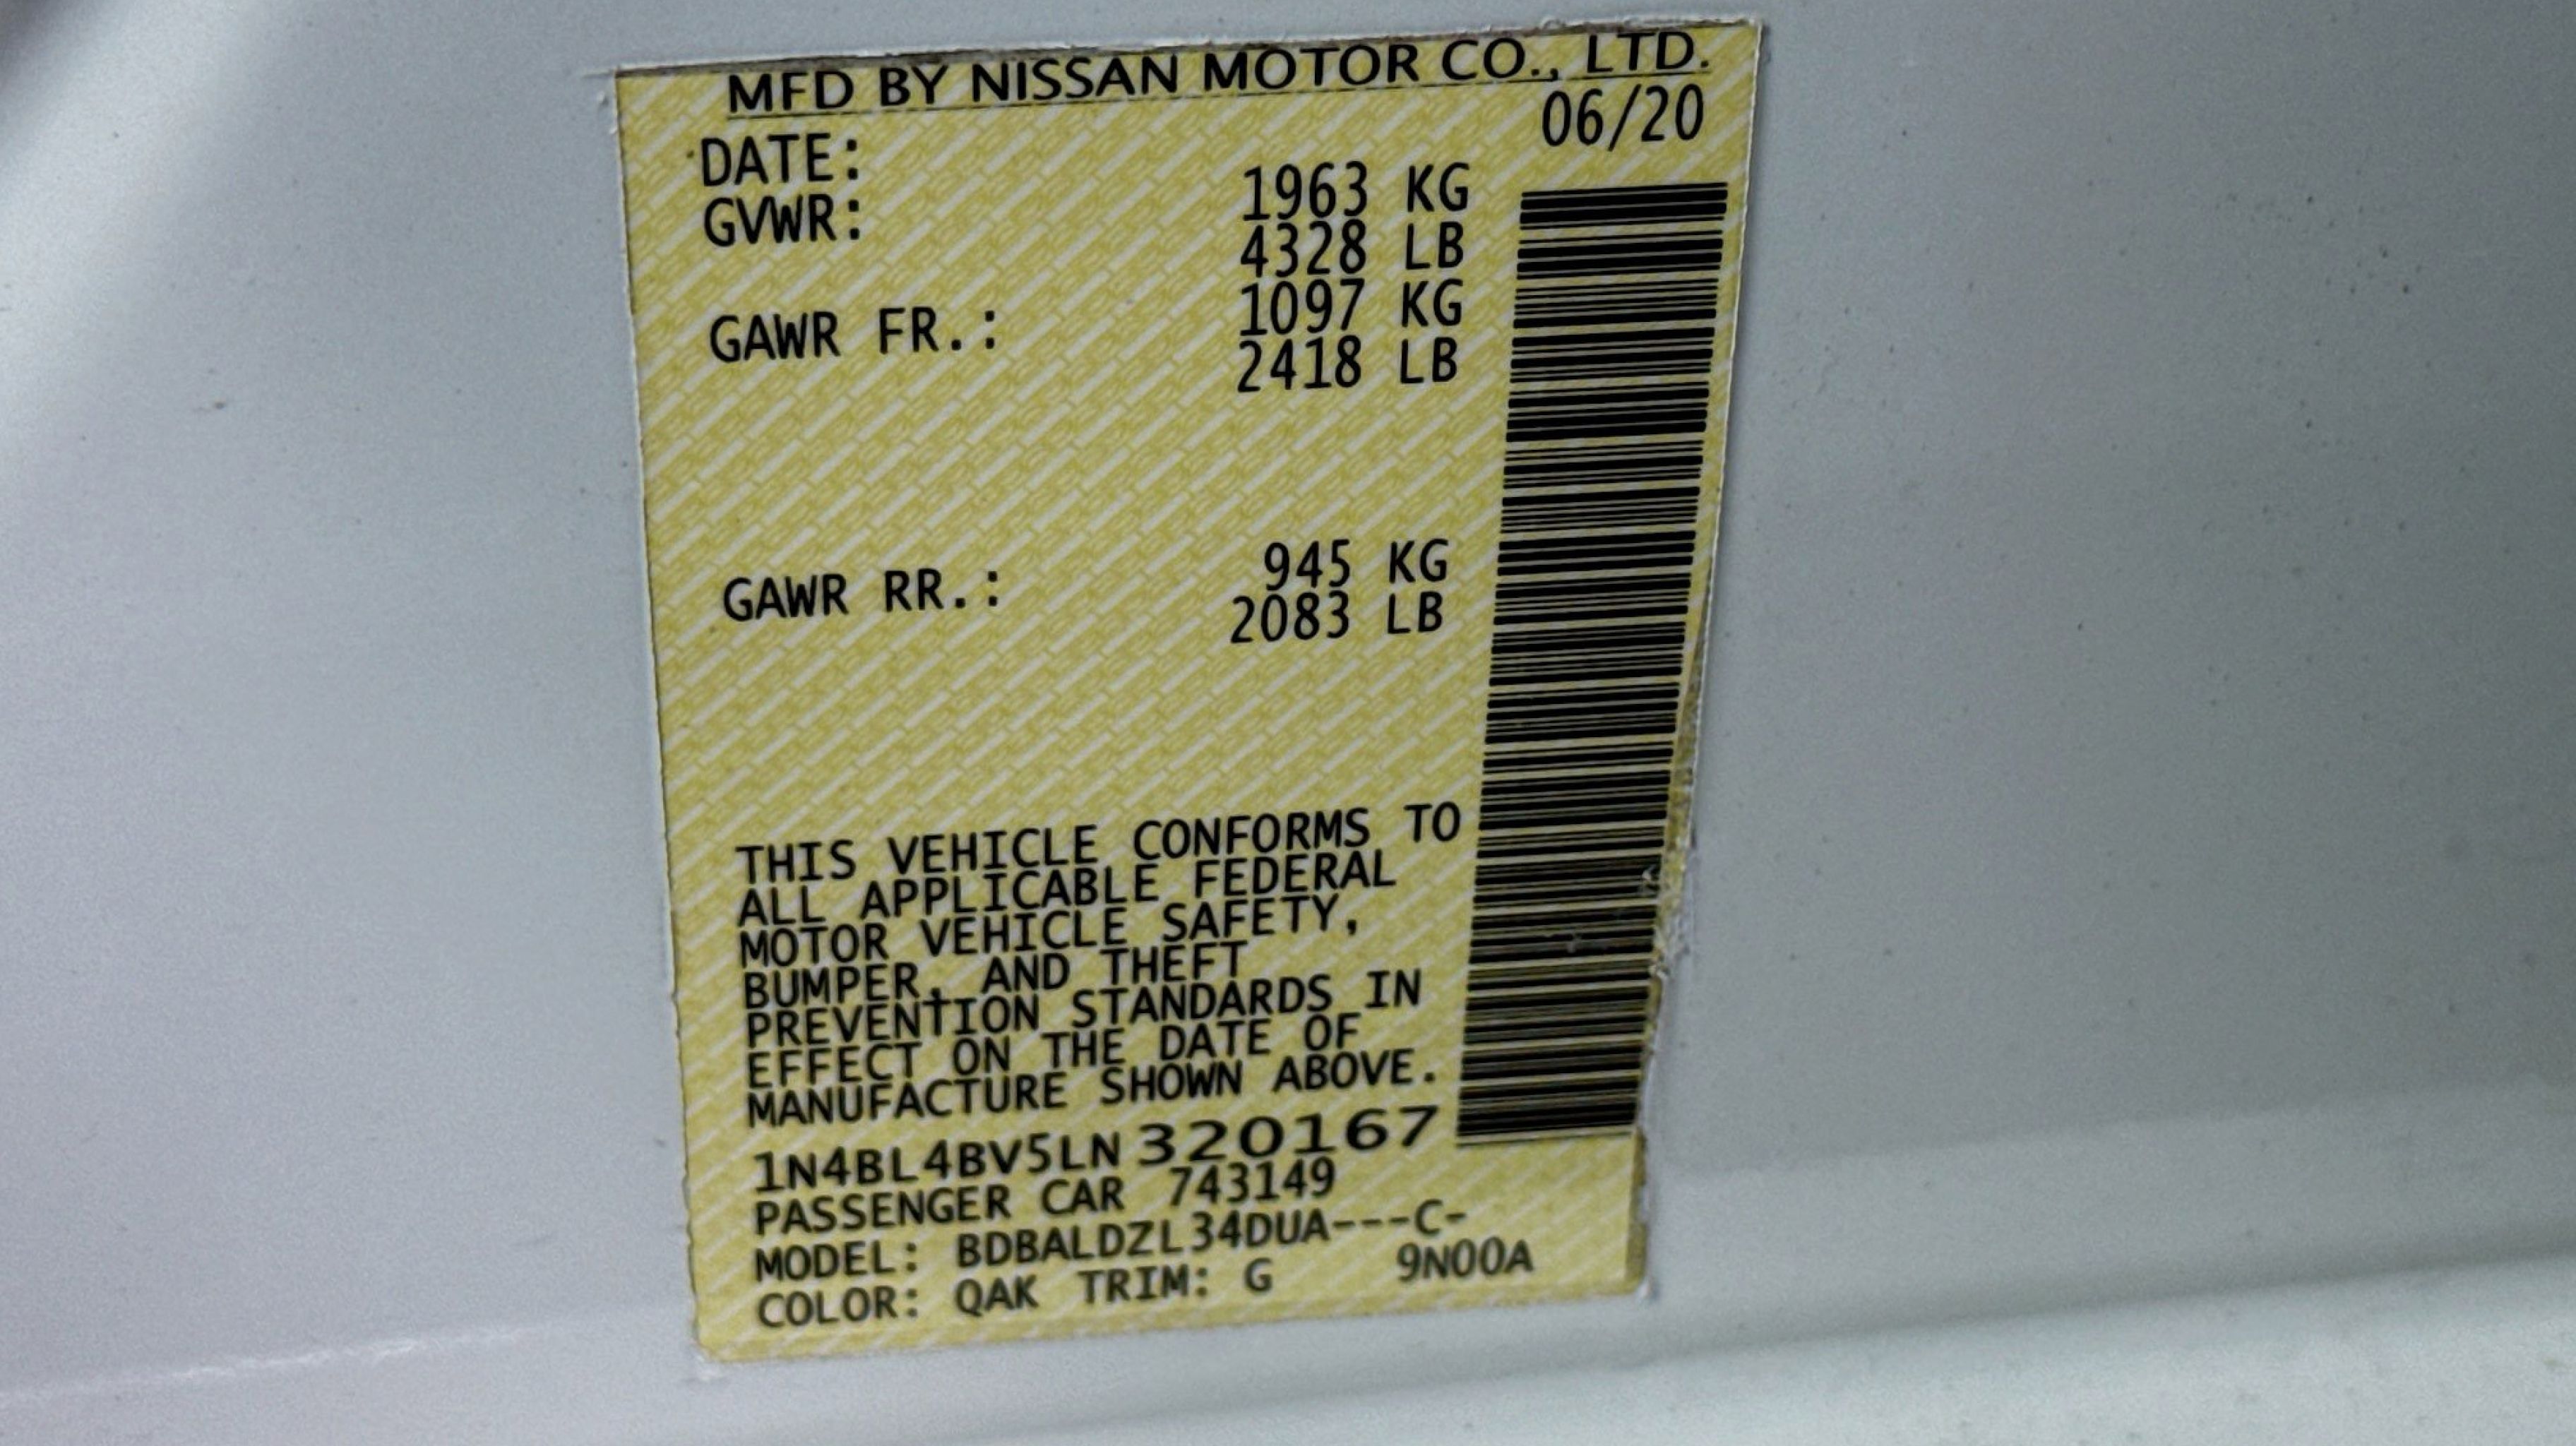 MFD BY NISSAN MOTOR CO., LTD.
DATE: 06/20
GVWR: 1963 KG
4328 LB
GAWR FR.: 1097 KG
2418 LB
GAWR RR.: 945 KG
2083 LB
THIS VEHICLE CONFORMS TO
ALL APPLICABLE FEDERAL
MOTOR VEHICLE SAFETY,
BUMPER, AND THEFT
PREVENTION STANDARDS IN
EFFECT ON THE DATE OF
MANUFACTURE SHOWN ABOVE.
1N4BL4BV5LN320167
PASSENGER CAR 743149
MODEL: BDBALDZL34DUA---C-
COLOR: QAK TRIM: G 9N00A